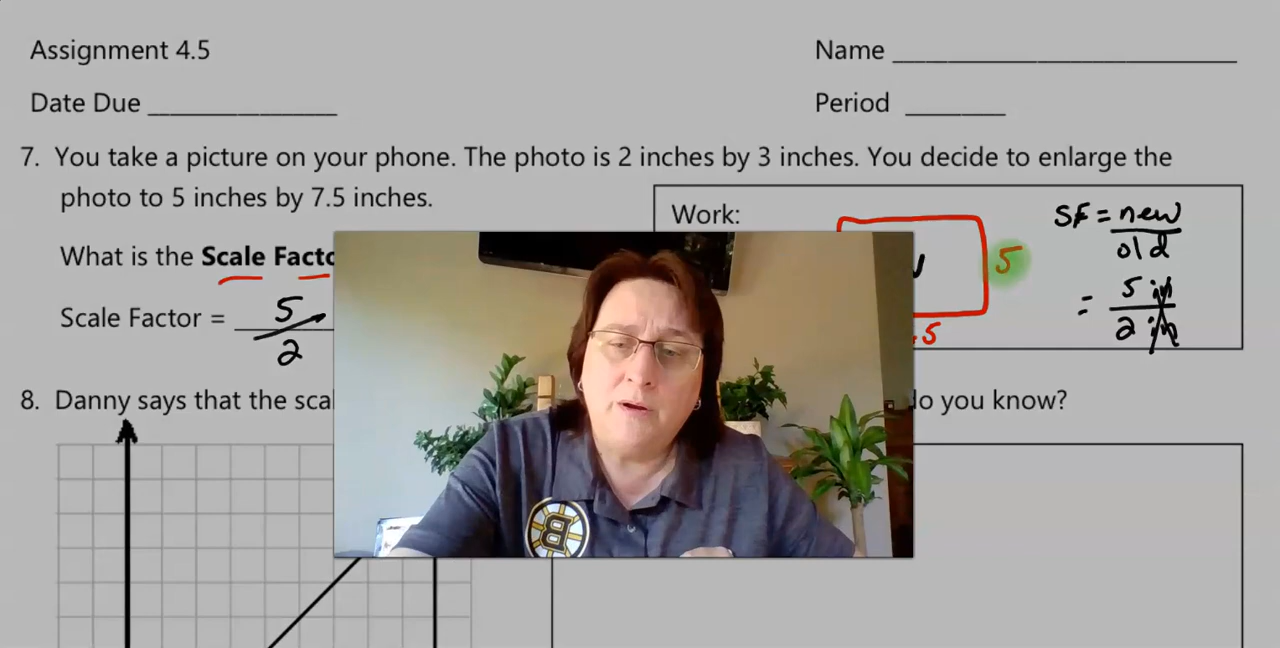 Assignment 4.5
Name
Date Due
Period
7. You take a picture on your phone. The photo is 2 inches by 3 inches. You decide to enlarge the
photo to 5 inches by 7.5 inches.
Work:
What is the Scale Facto
Scale Factor = 5/2
5
.5
SF = new/old
= 5 in/2 in
8. Danny says that the scal
do you know?
B